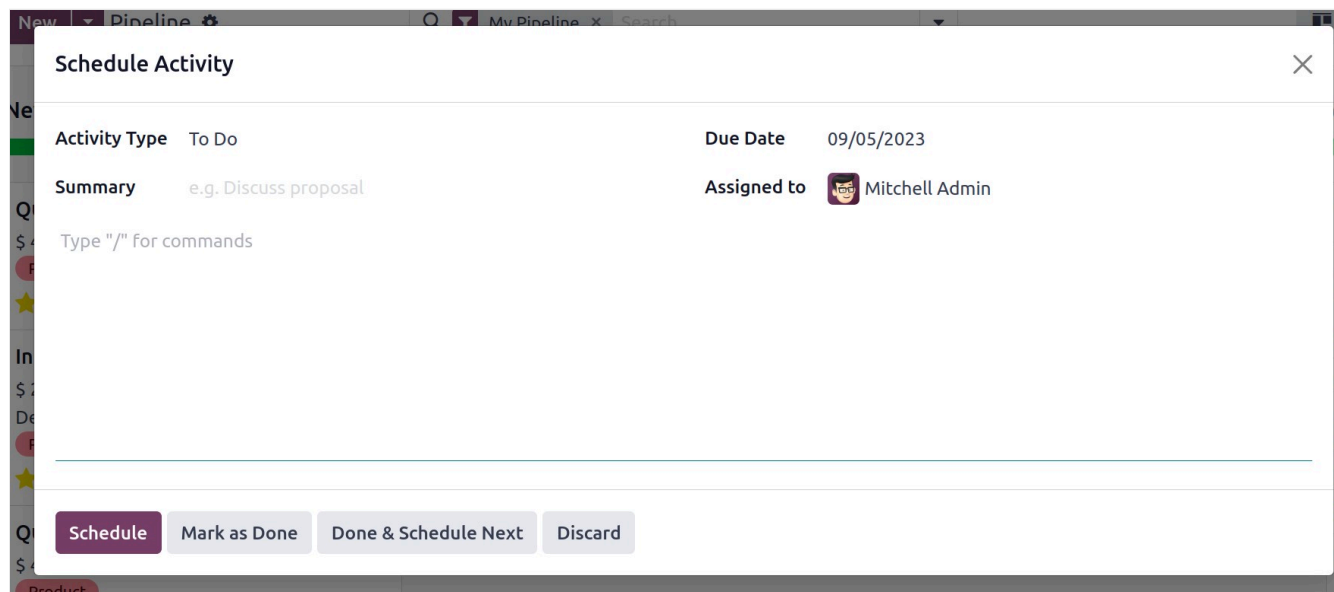 New Pipeline My Pipeline × Search
Schedule Activity
Activity Type To Do Due Date 09/05/2023
Summary e.g. Discuss proposal Assigned to Mitchell Admin
Type "/" for commands
Schedule Mark as Done Done & Schedule Next Discard
Product